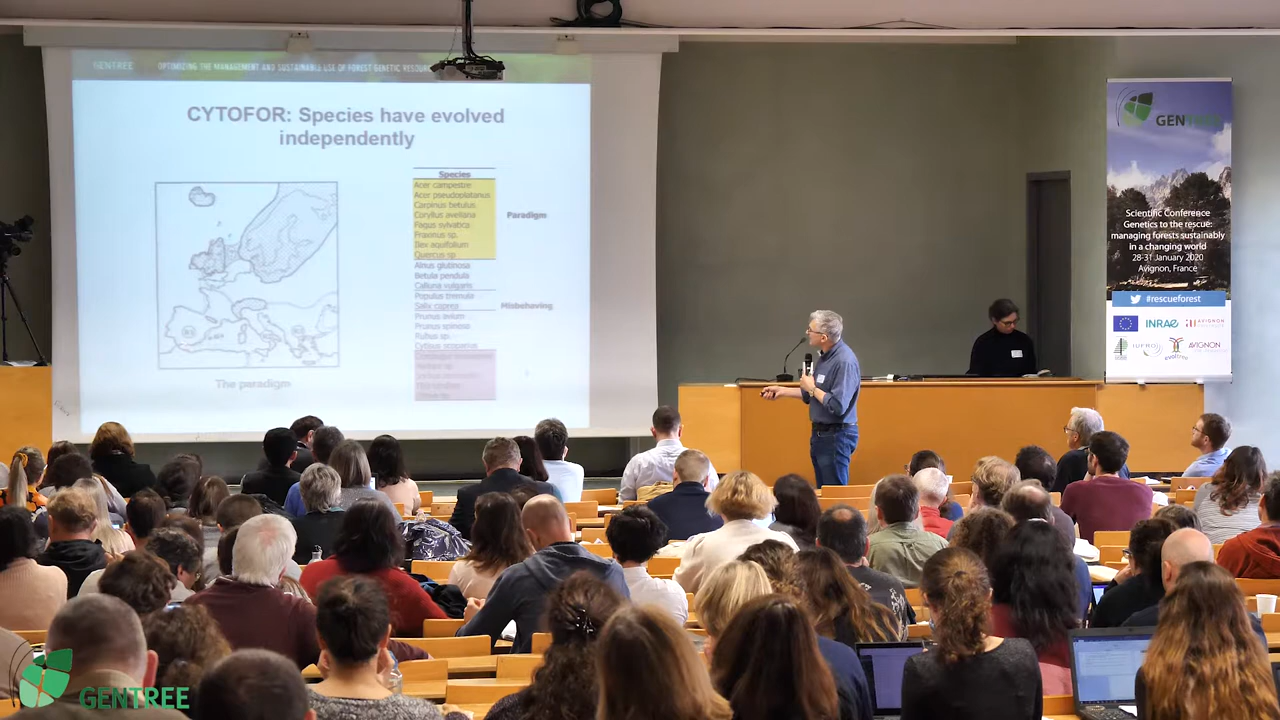 GENTREE OPTIMIZING THE MANAGEMENT AND SUSTAINABLE USE OF FOREST GENETIC
CYTOFOR: Species have evolved
independently
Species
Acer campestre
Acer pseudoplatanus
Carpinus betulus
Corylus avellana
Fagus sylvatica
Fraxinus sp.
Ilex aquifolium
Quercus sp
Paradigm
Alnus glutinosa
Betula pendula
Calluna vulgaris
Populus tremula
Salix caprea
Misbehaving
Prunus avium
Prunus spinosa
Rubus sp.
Cytisus scoparius
The paradigm
GENTREE
Scientific Conference
Genetics to the rescue:
managing forests sustainably
in a changing world
28-31 January 2020
Avignon, France
#rescueforest
INRAE
AVIGNON
IUFRO
evoltree
AVIGNON
GENTREE